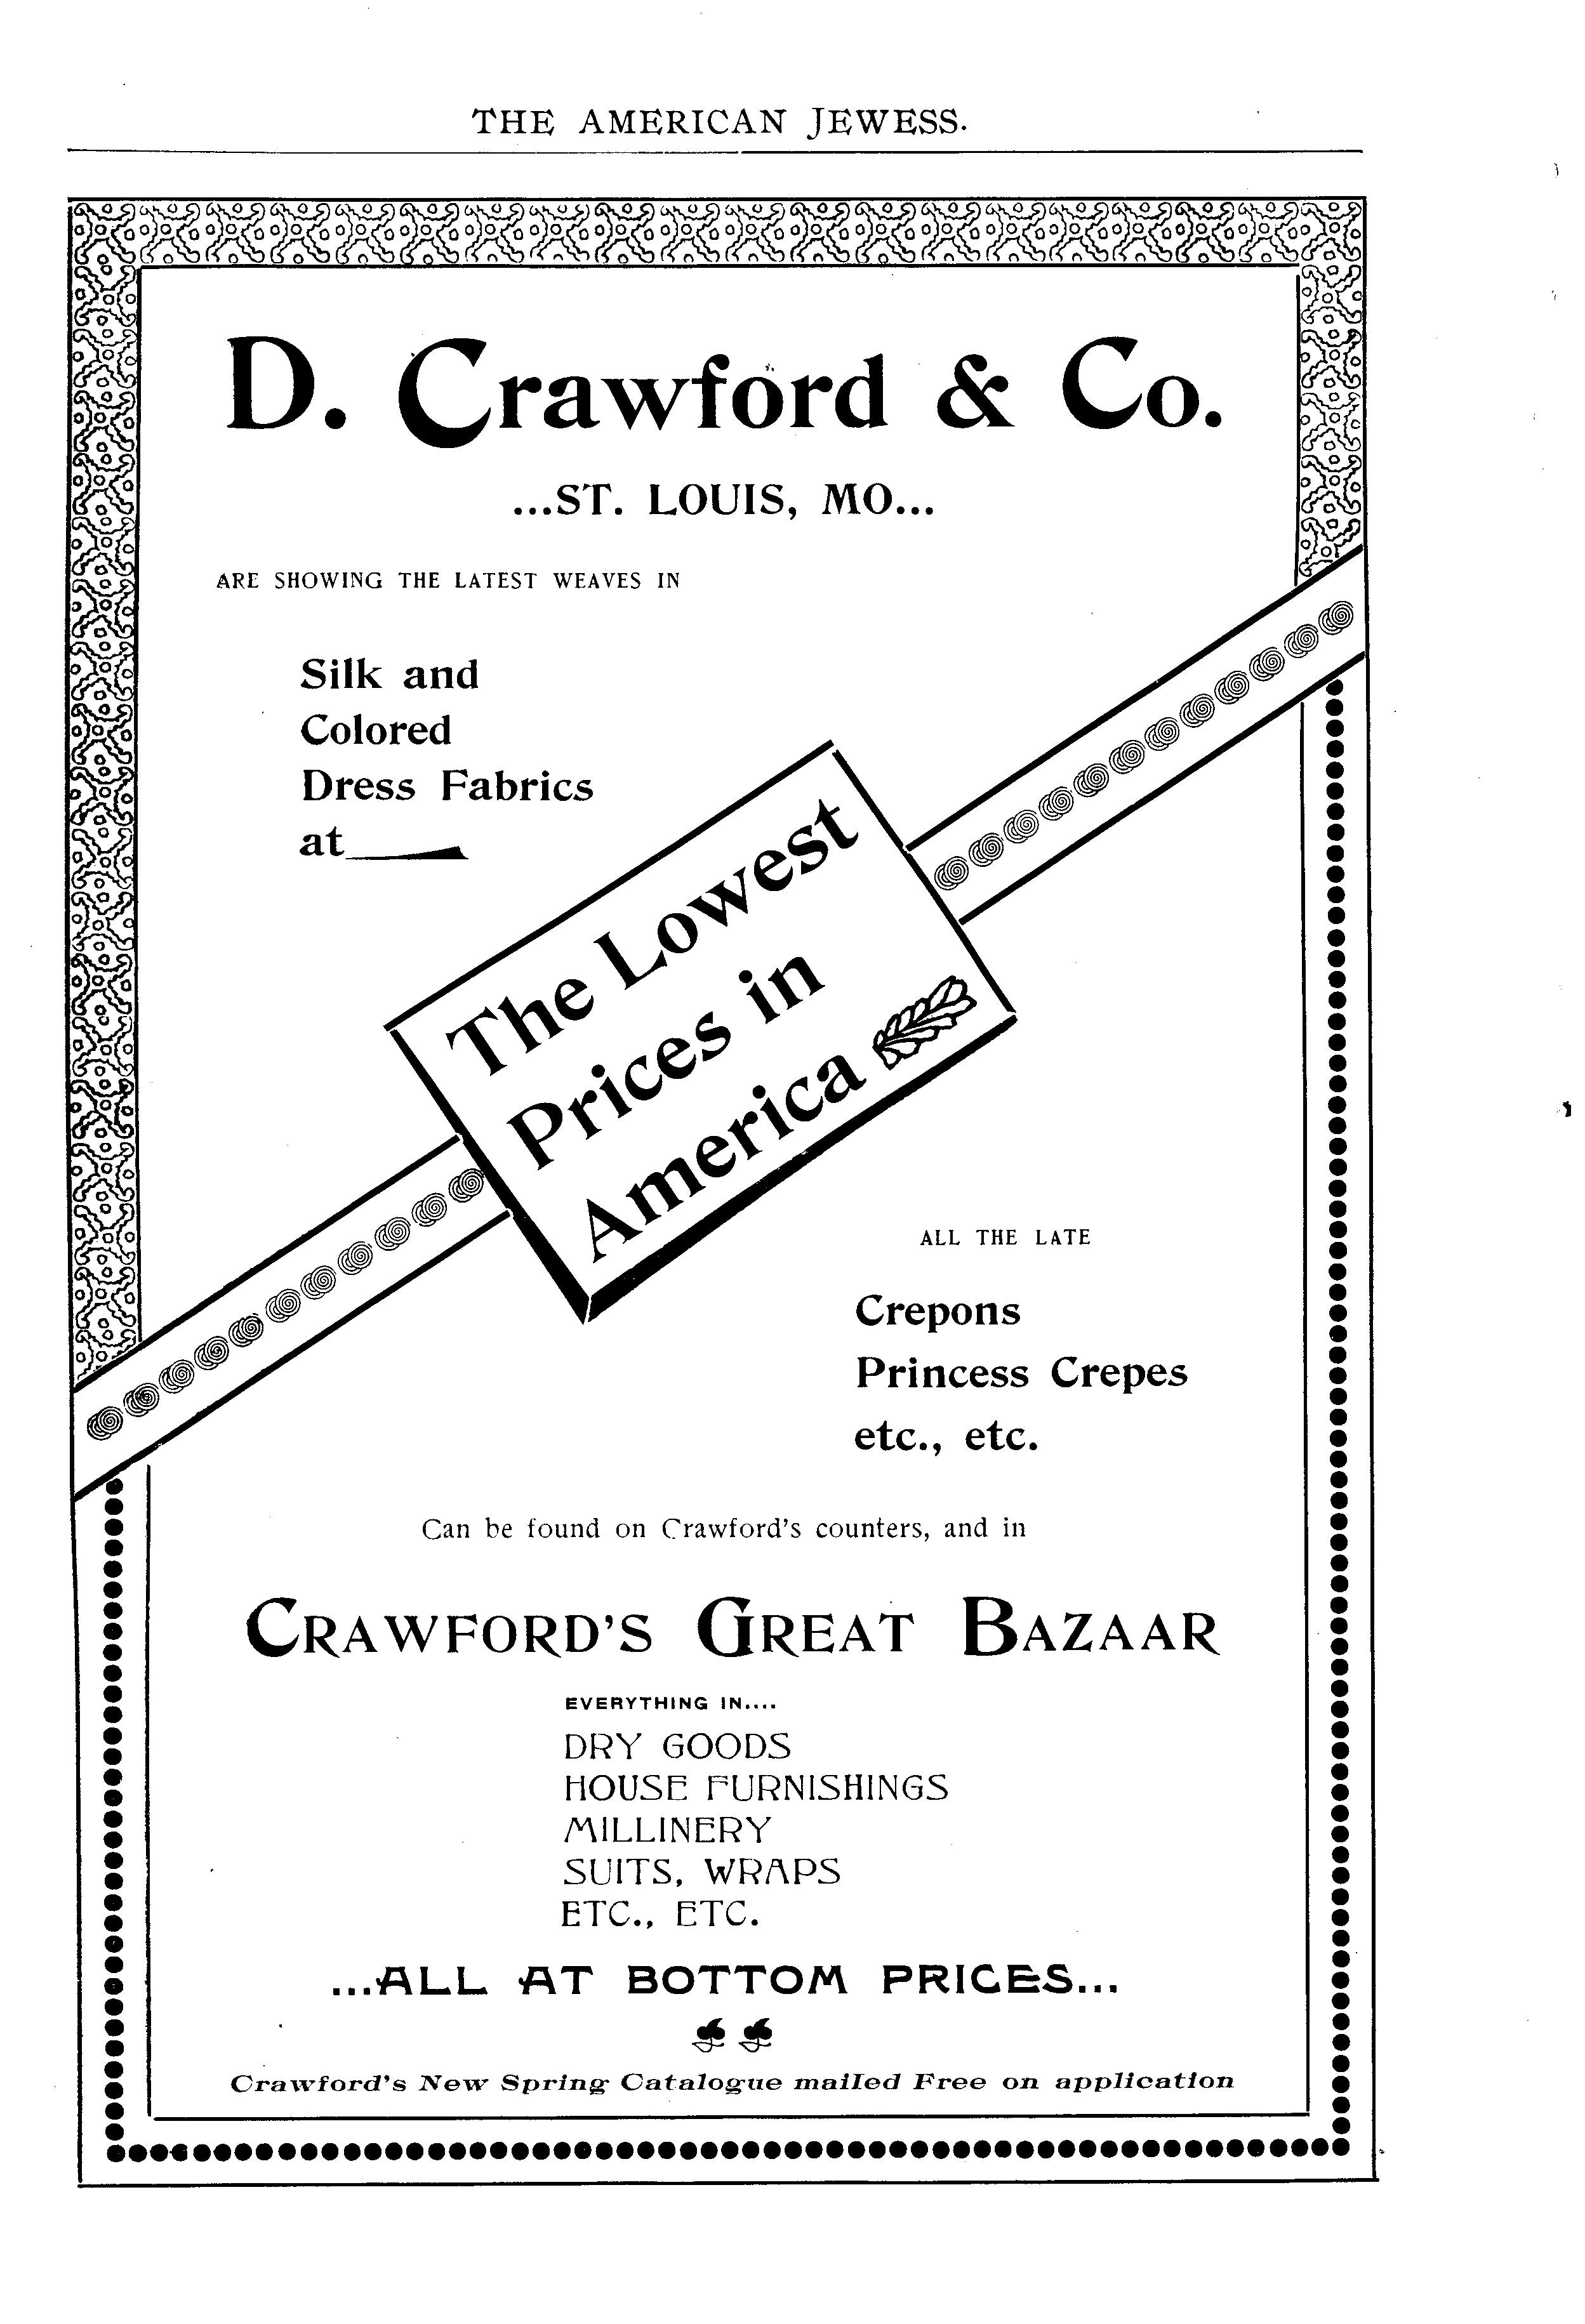 THE AMERICAN JEWESS.
D. Crawford & Co.
...ST. LOUIS, MO...
ARE SHOWING THE LATEST WEAVES IN
Silk and
Colored
Dress Fabrics
at
The Lowest
Prices in
America
ALL THE LATE
Crepons
Princess Crepes
etc., etc.
Can be found on Crawford's counters, and in
CRAWFORD'S GREAT BAZAAR
EVERYTHING IN....
DRY GOODS
HOUSE FURNISHINGS
MILLINERY
SUITS, WRAPS
ETC., ETC.
...ALL AT BOTTOM PRICES...
Crawford's New Spring Catalogue mailed Free on application